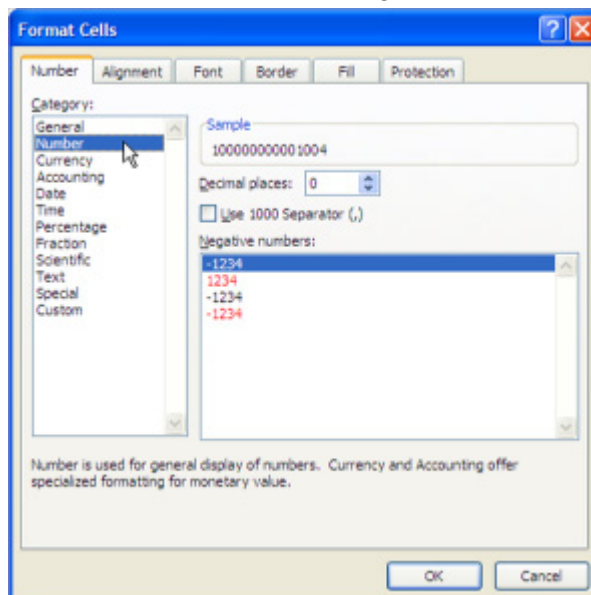 Format Cells
Number Alignment Font Border Fill Protection
Category:
General
Number
Currency
Accounting
Date
Time
Percentage
Fraction
Scientific
Text
Special
Custom
Sample
10000000001004
Decimal places: 0
Use 1000 Separator (,)
Negative numbers:
-1234
1234
-1234
-1234
Number is used for general display of numbers. Currency and Accounting offer
specialized formatting for monetary value.
OK Cancel